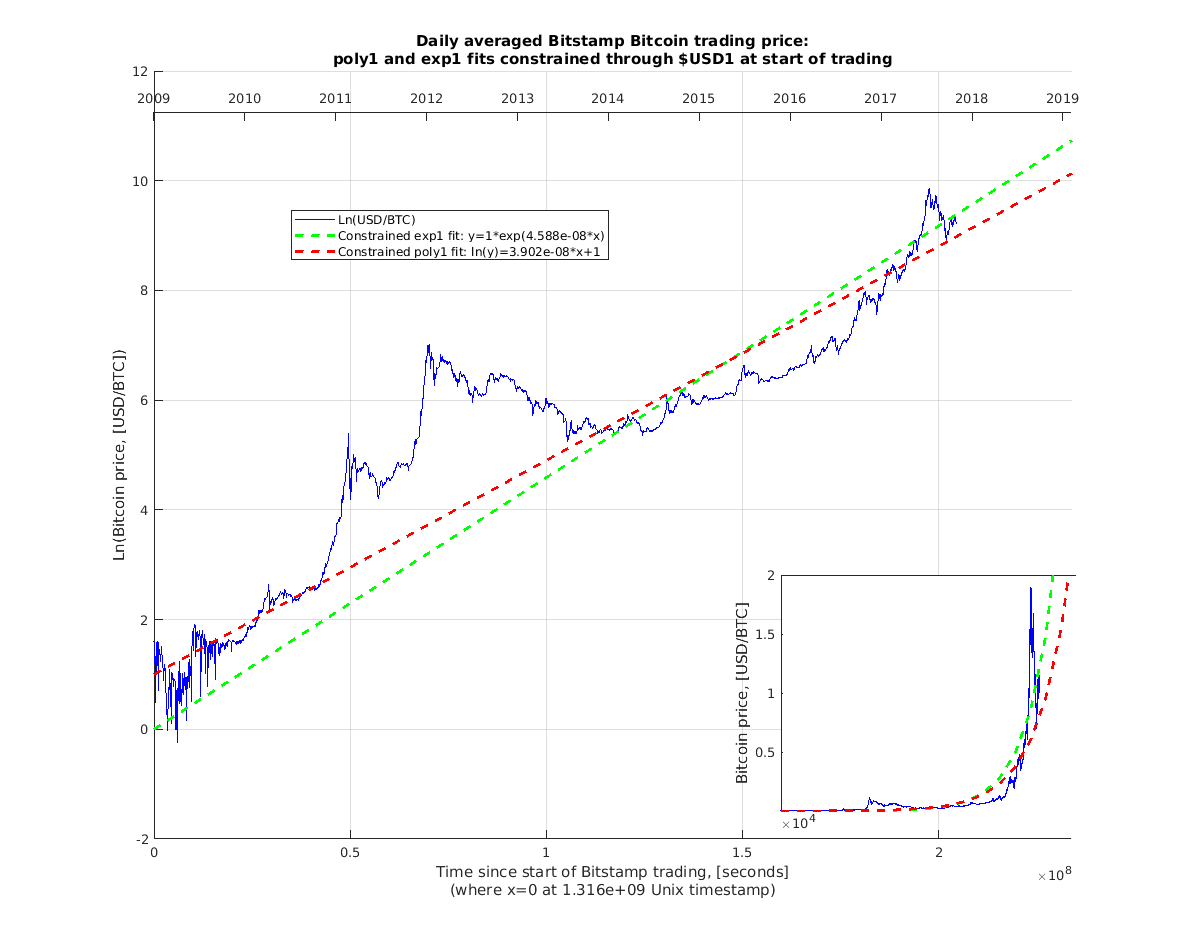 Daily averaged Bitstamp Bitcoin trading price:
poly1 and exp1 fits constrained through $USD1 at start of trading
12
2009 2010 2011 2012 2013 2014 2015 2016 2017 2018 2019
10
Ln(USD/BTC)
Constrained exp1 fit: y=1*exp(4.588e-08*x)
Constrained poly1 fit: ln(y)=3.902e-08*x+1
8
6
4
2
0
-2
Ln(Bitcoin price, [USD/BTC])
2
1.5
1
0.5
Bitcoin price, [USD/BTC]
×10^4
0 0.5 1 1.5 2
×10^8
Time since start of Bitstamp trading, [seconds]
(where x=0 at 1.316e+09 Unix timestamp)